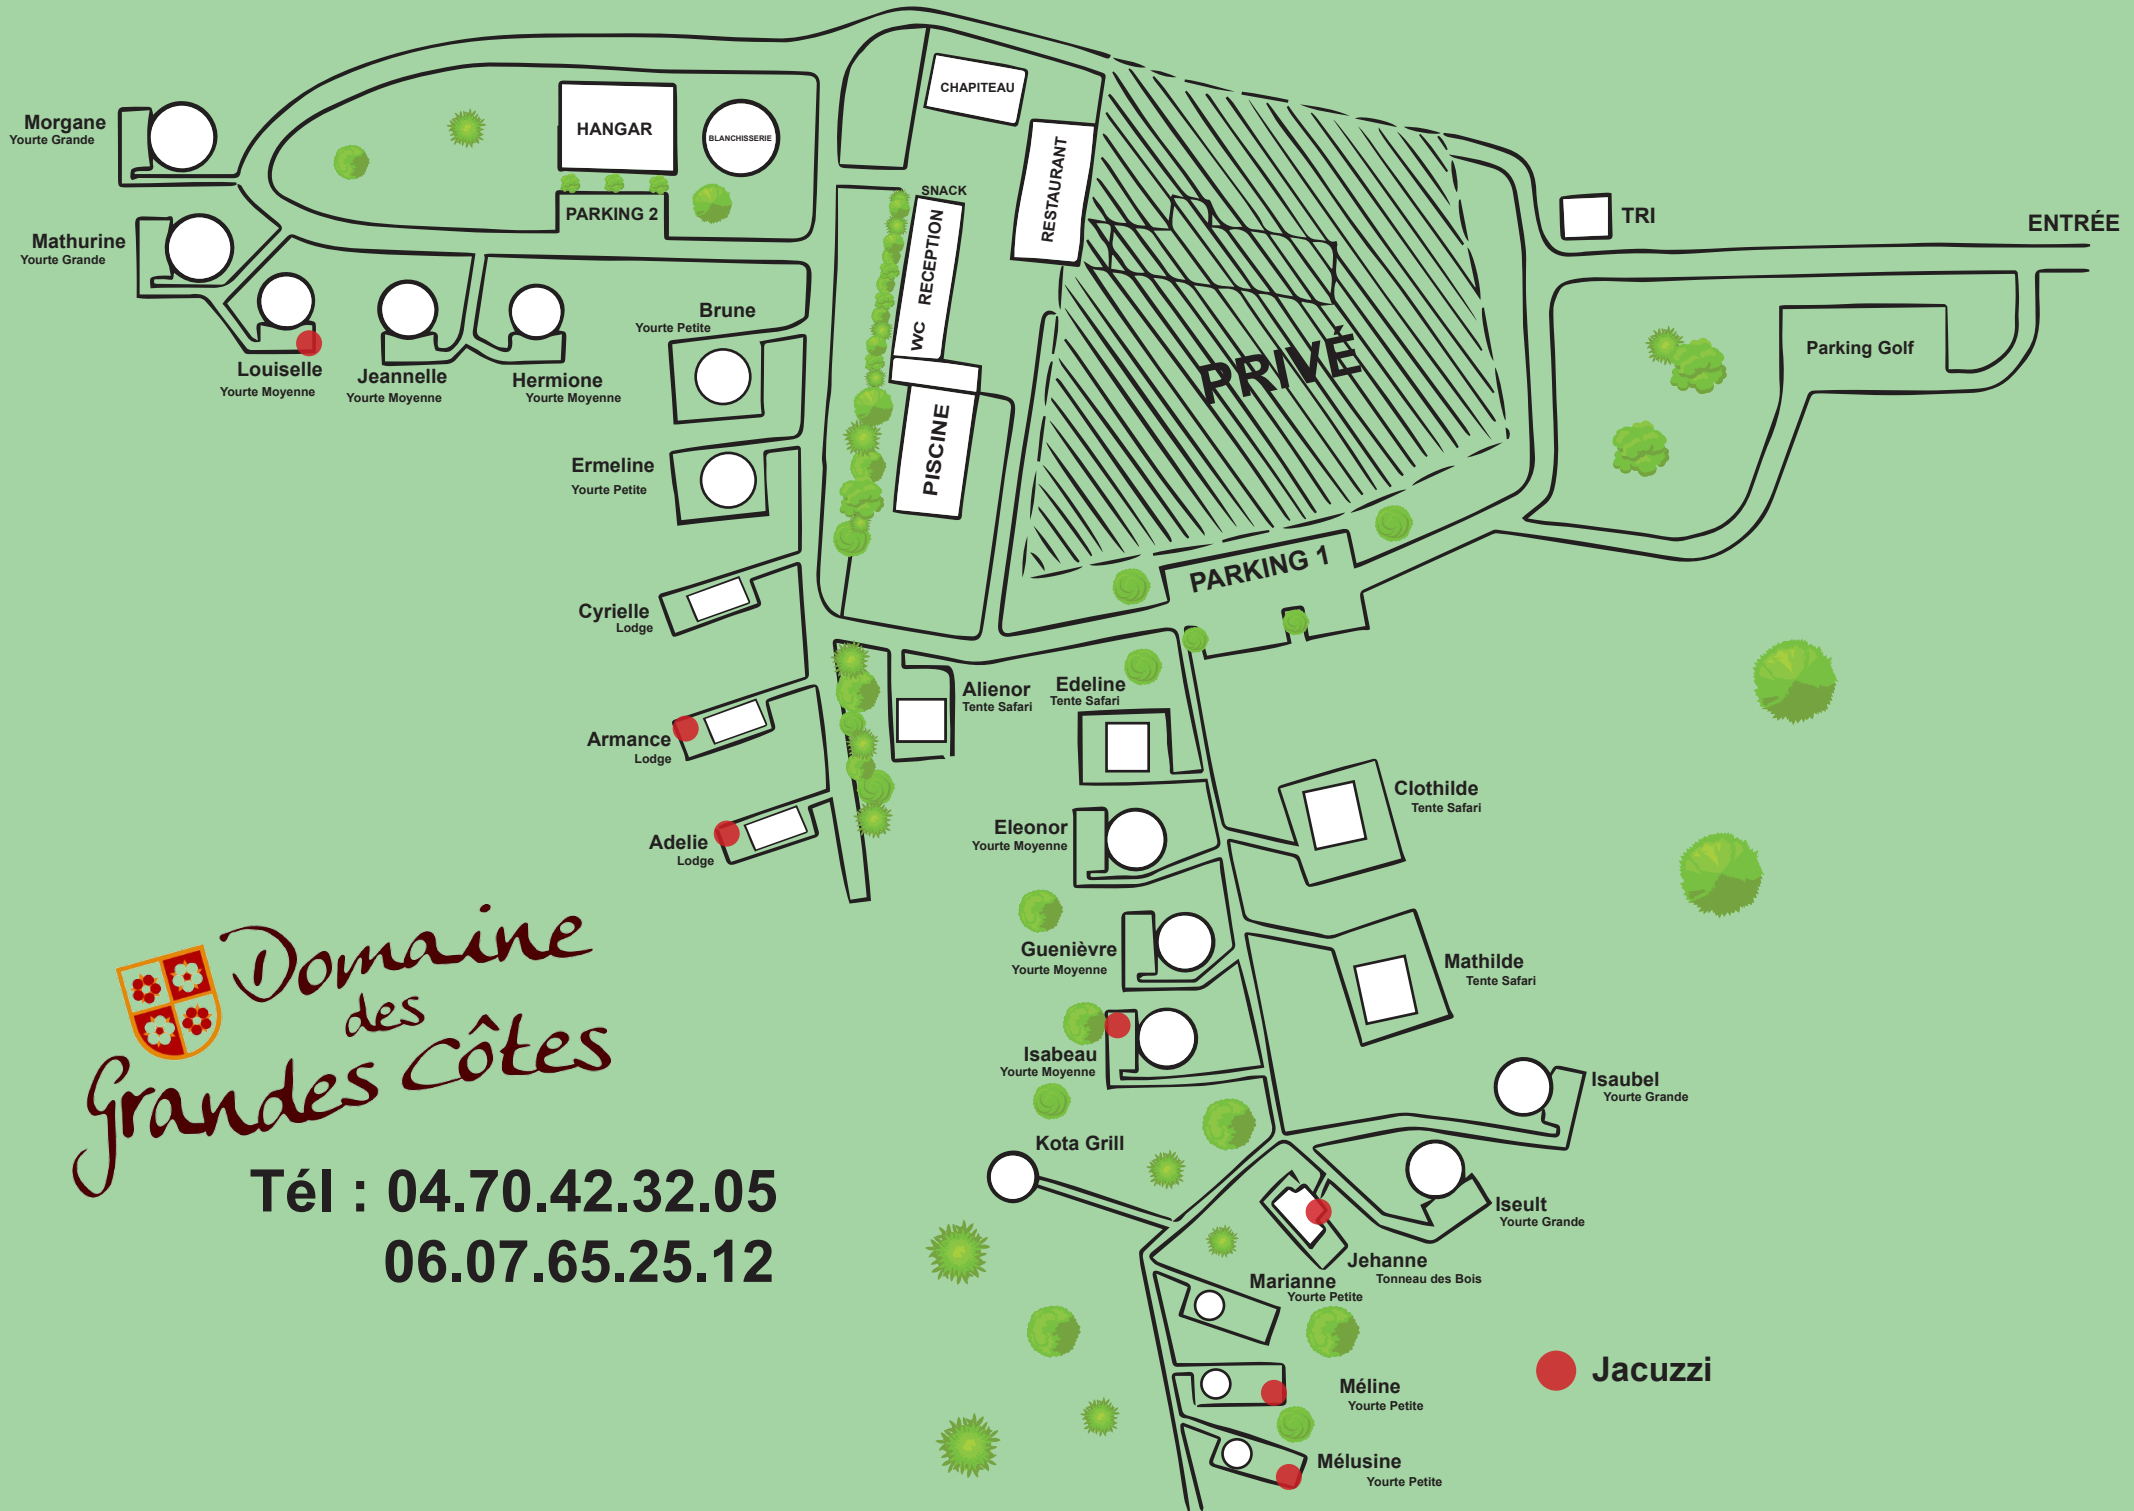 CHAPITEAU
Morgane
Yourte Grande
HANGAR
BLANCHISSERIE
RESTAURANT
SNACK
PARKING 2
TRI
ENTRÉE
Mathurine
Yourte Grande
RECEPTION
WC
Brune
Yourte Petite
PRIVÉ
Parking Golf
Louiselle
Yourte Moyenne
Jeannelle
Yourte Moyenne
Hermione
Yourte Moyenne
PISCINE
Ermeline
Yourte Petite
PARKING 1
Cyrielle
Lodge
Alienor
Tente Safari
Edeline
Tente Safari
Armance
Lodge
Clothilde
Tente Safari
Eleonor
Yourte Moyenne
Adelie
Lodge
Guenièvre
Yourte Moyenne
Mathilde
Tente Safari
Domaine
des
Grandes Côtes
Isabeau
Yourte Moyenne
Isaubel
Yourte Grande
Kota Grill
Tél : 04.70.42.32.05
06.07.65.25.12
Iseult
Yourte Grande
Jehanne
Tonneau des Bois
Marianne
Yourte Petite
Jacuzzi
Méline
Yourte Petite
Mélusine
Yourte Petite